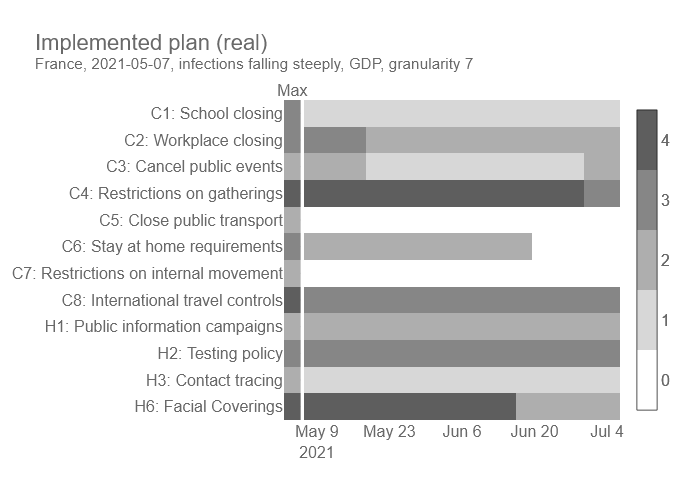 Implemented plan (real)
France, 2021-05-07, infections falling steeply, GDP, granularity 7
Max
C1: School closing
C2: Workplace closing
C3: Cancel public events
C4: Restrictions on gatherings
C5: Close public transport
C6: Stay at home requirements
C7: Restrictions on internal movement
C8: International travel controls
H1: Public information campaigns
H2: Testing policy
H3: Contact tracing
H6: Facial Coverings
4
3
2
1
0
May 9 May 23 Jun 6 Jun 20 Jul 4
2021